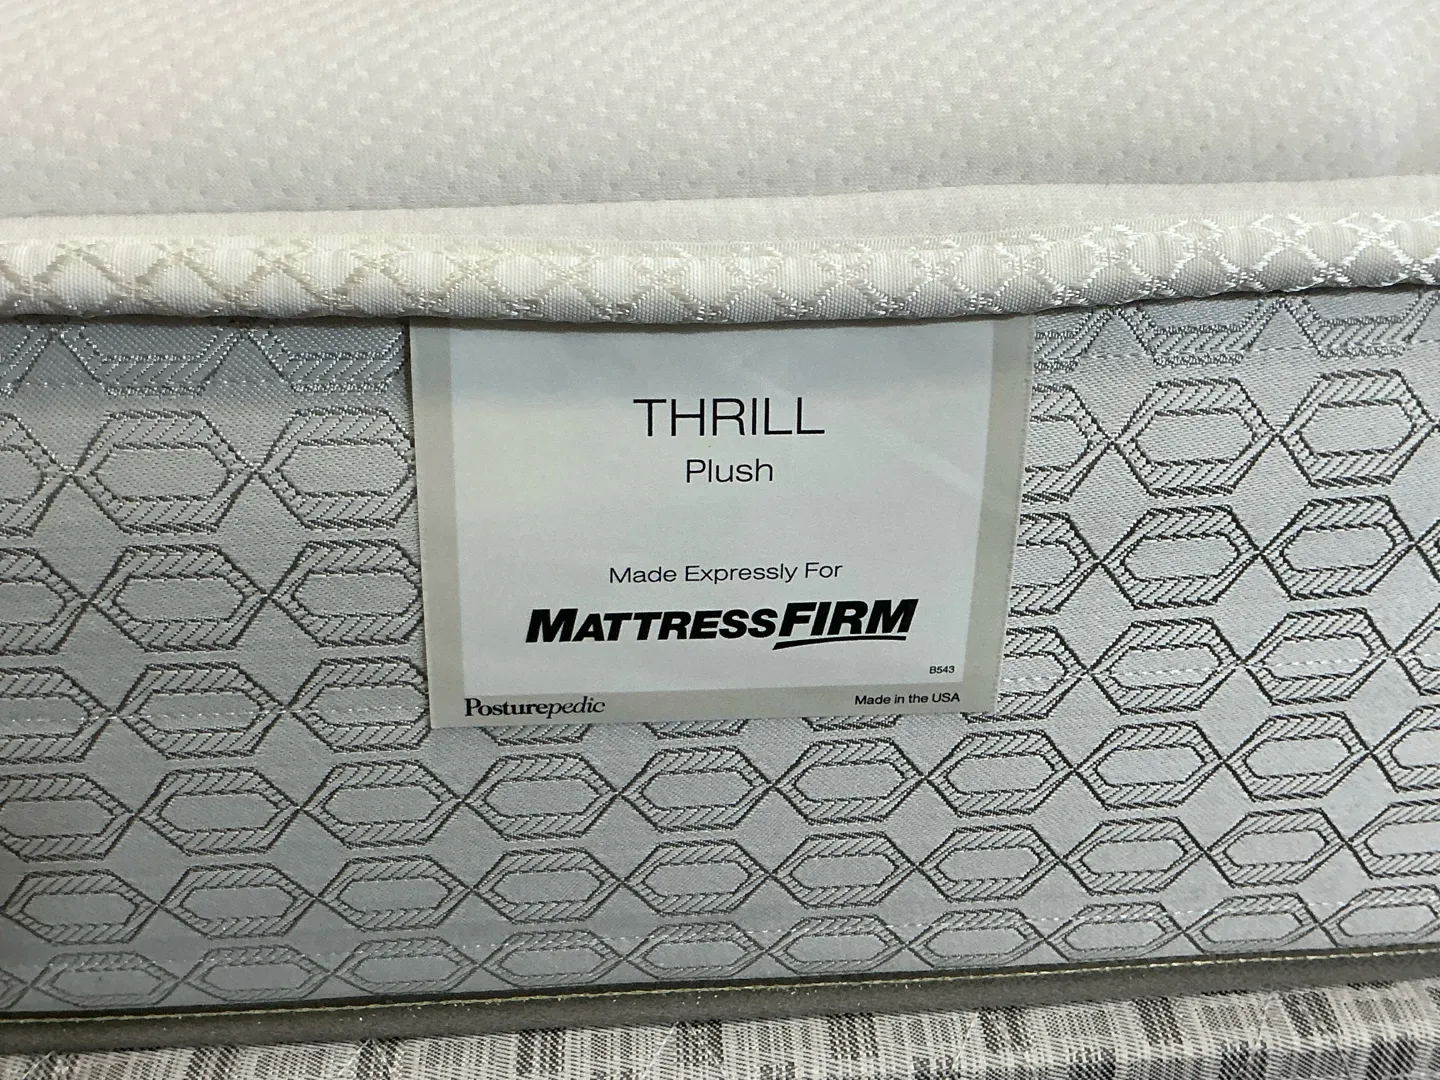 THRILL
Plush
Made Expressly For
MATTRESSFIRM
B543
Posturepedic
Made in the USA